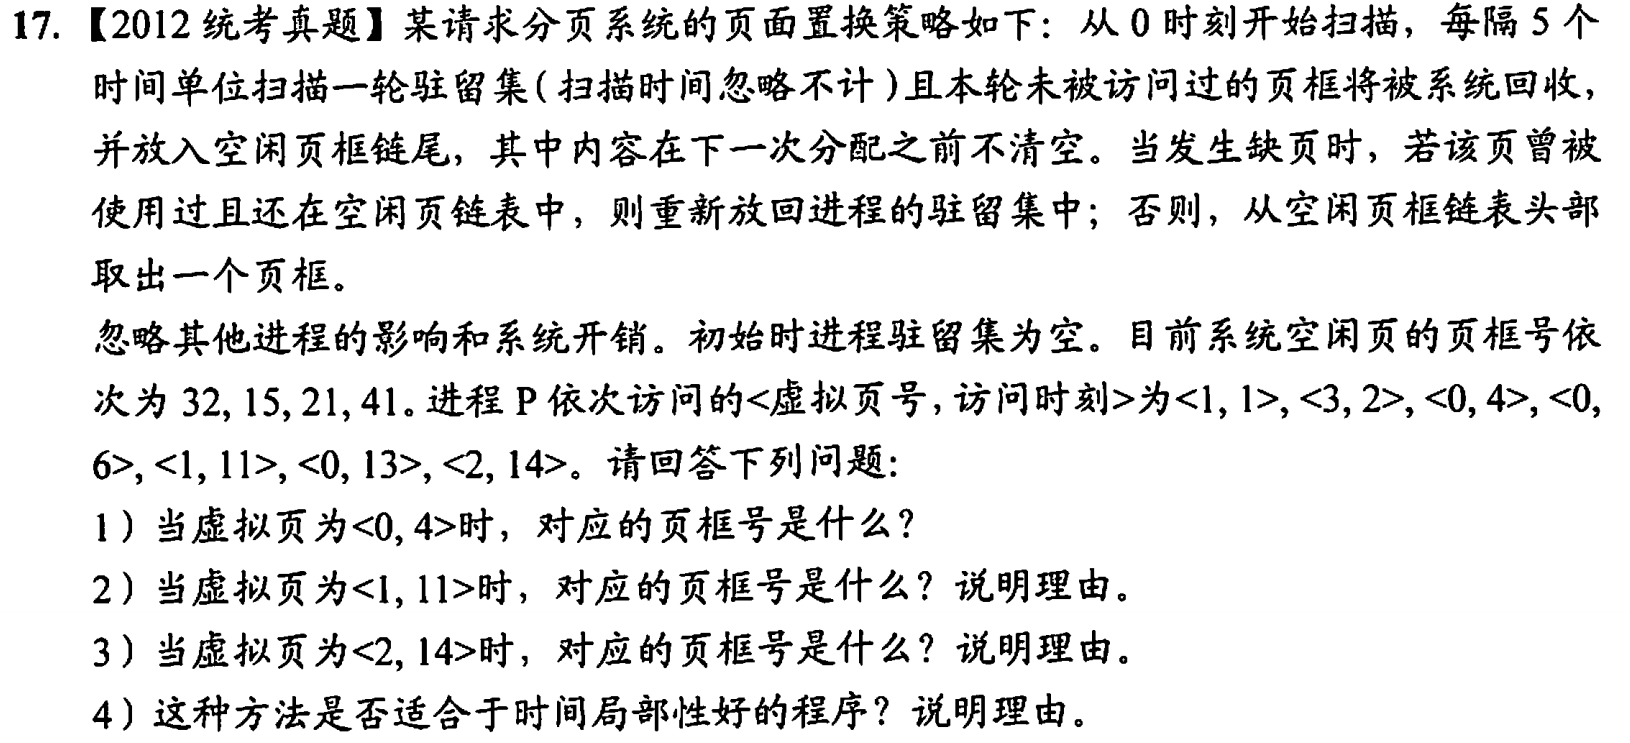 17. 【2012 统考真题】某请求分页系统的页面置换策略如下：从 0 时刻开始扫描，每隔 5 个
时间单位扫描一轮驻留集(扫描时间忽略不计)且本轮未被访问过的页框将被系统回收，
并放入空闲页框链尾，其中内容在下一次分配之前不清空。当发生缺页时，若该页曾被
使用过且还在空闲页链表中，则重新放回进程的驻留集中；否则，从空闲页框链表头部
取出一个页框。
忽略其他进程的影响和系统开销。初始时进程驻留集为空。目前系统空闲页的页框号依
次为 32, 15, 21, 41。进程 P 依次访问的<虚拟页号，访问时刻>为<1, 1>, <3, 2>, <0, 4>, <0,
6>, <1, 11>, <0, 13>, <2, 14>。请回答下列问题：
1）当虚拟页为<0, 4>时，对应的页框号是什么？
2）当虚拟页为<1, 11>时，对应的页框号是什么？说明理由。
3）当虚拟页为<2, 14>时，对应的页框号是什么？说明理由。
4）这种方法是否适合于时间局部性好的程序？说明理由。